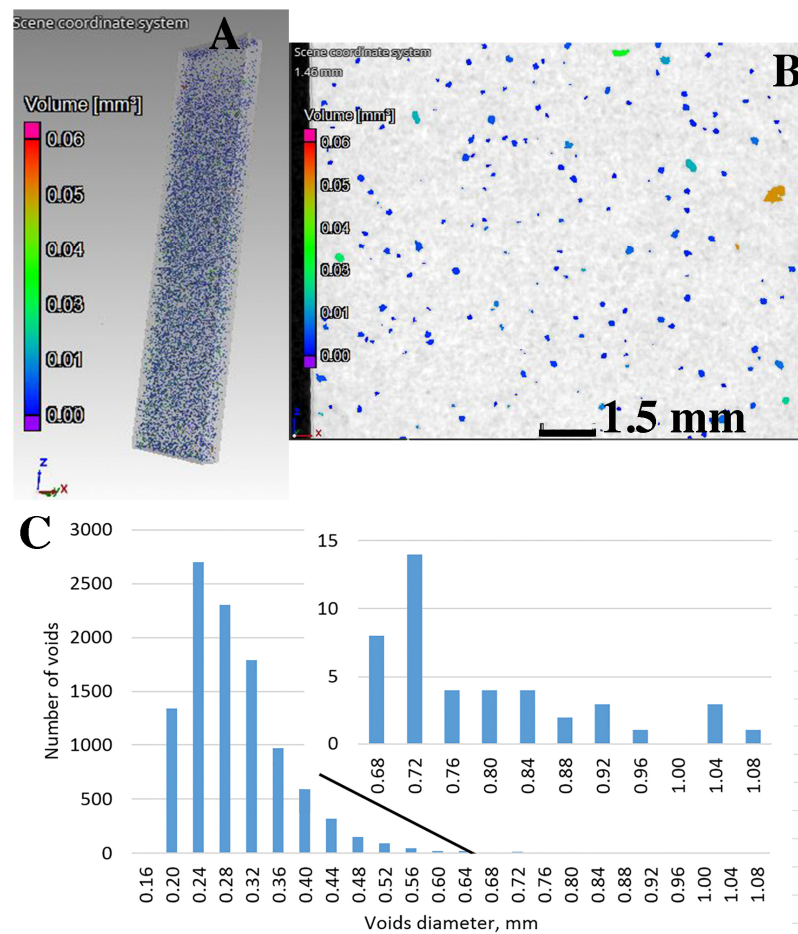 Scene coordinate system
A
Volume [mm³]
0.06
0.05
0.04
0.03
0.01
0.00
z
x
Scene coordinate system
1.46 mm
B
Volume [mm³]
0.06
0.05
0.04
0.03
0.01
0.00
z
x
1.5 mm
C
Number of voids
3000
2500
2000
1500
1000
500
0
0.16 0.20 0.24 0.28 0.32 0.36 0.40 0.44 0.48 0.52 0.56 0.60 0.64 0.68 0.72 0.76 0.80 0.84 0.88 0.92 0.96 1.00 1.04 1.08
Voids diameter, mm
15
10
5
0
0.68 0.72 0.76 0.80 0.84 0.88 0.92 0.96 1.00 1.04 1.08